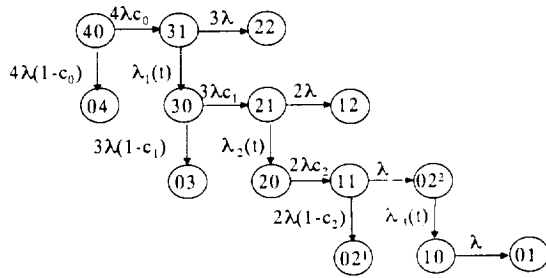 4λc₀ 3λ
40 31 22
4λ(1-c₀) λ₁(t)
3λc₁ 2λ
04 30 21 12
3λ(1-c₁) λ₂(t)
2λc₂ λ
03 20 11 02²
2λ(1-c₂) λ₃(t)
λ
02¹ 10 01